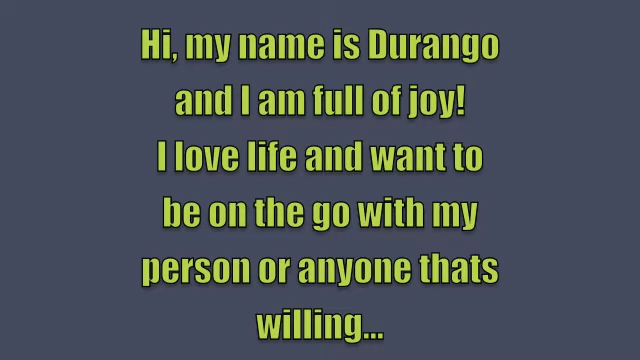 Hi, my name is Durango
and I am full of joy!
I love life and want to
be on the go with my
person or anyone thats
willing...